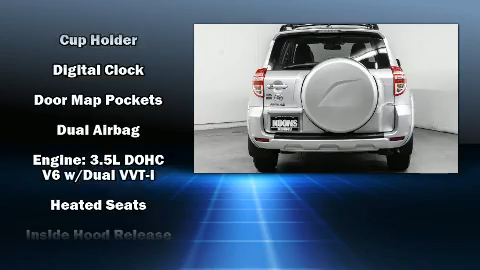 Cup Holder
Digital Clock
Door Map Pockets
Dual Airbag
Engine: 3.5L DOHC
V6 w/Dual VVT-i
Heated Seats
Inside Hood Release
KOONS